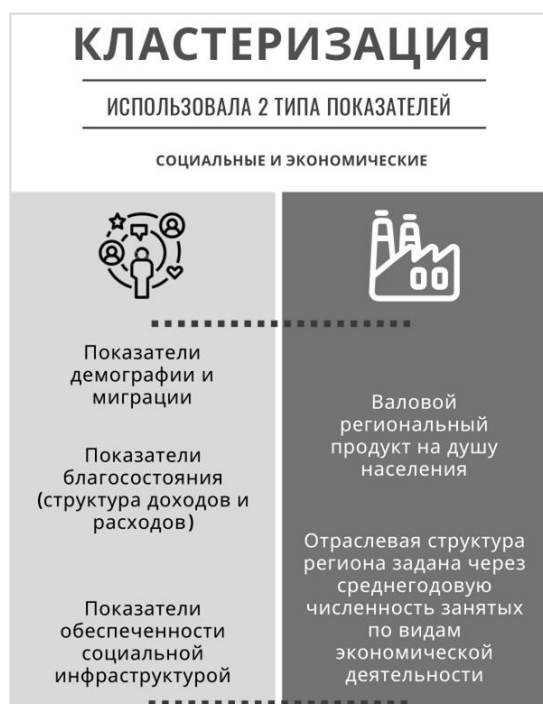 КЛАСТЕРИЗАЦИЯ
ИСПОЛЬЗОВАЛА 2 ТИПА ПОКАЗАТЕЛЕЙ
СОЦИАЛЬНЫЕ И ЭКОНОМИЧЕСКИЕ
Показатели
демографии и
миграции
Показатели
благосостояния
(структура доходов и
расходов)
Показатели
обеспеченности
социальной
инфраструктурой
Валовой
региональный
продукт на душу
населения
Отраслевая структура
региона задана через
среднегодовую
численность занятых
по видам
экономической
деятельности